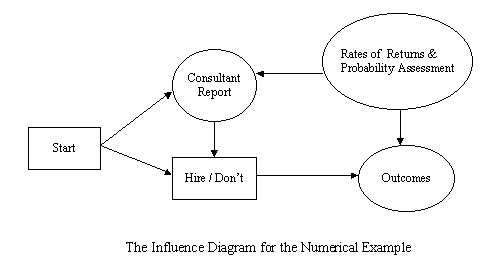 Rates of Returns &
Probability Assessment
Consultant
Report
Start
Hire / Don't
Outcomes
The Influence Diagram for the Numerical Example